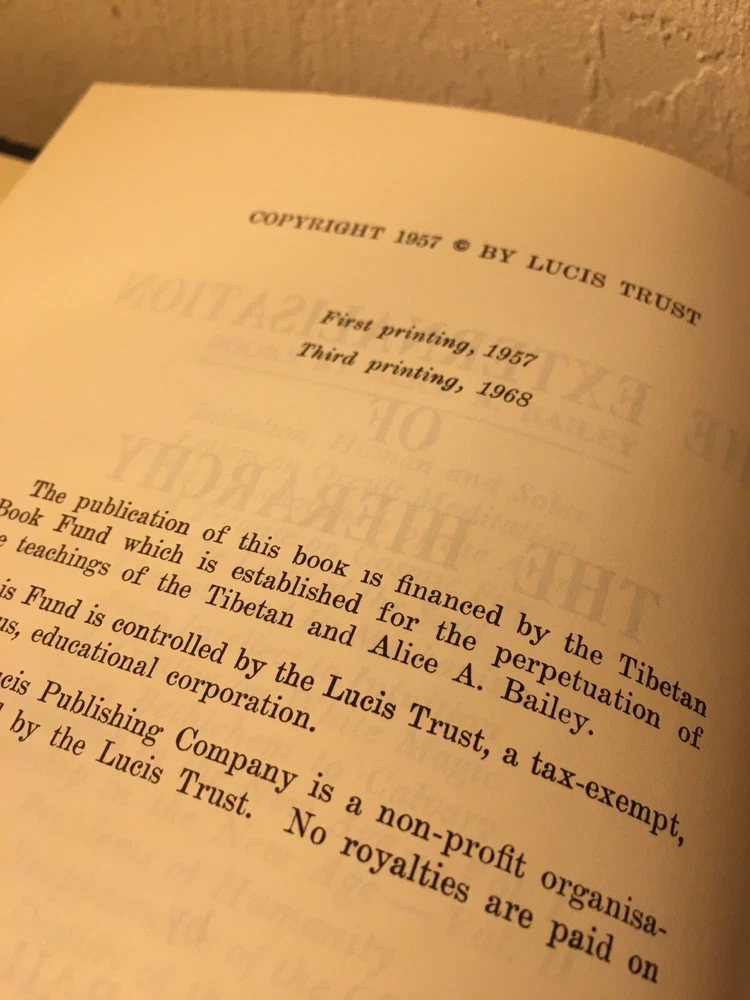 COPYRIGHT 1957 © BY LUCIS TRUST
First printing, 1957
Third printing, 1968
The publication of this book is financed by the Tibetan
Book Fund which is established for the perpetuation of
teachings of the Tibetan and Alice A. Bailey.
is Fund is controlled by the Lucis Trust, a tax-exempt,
us, educational corporation.
cis Publishing Company is a non-profit organisa-
by the Lucis Trust. No royalties are paid on